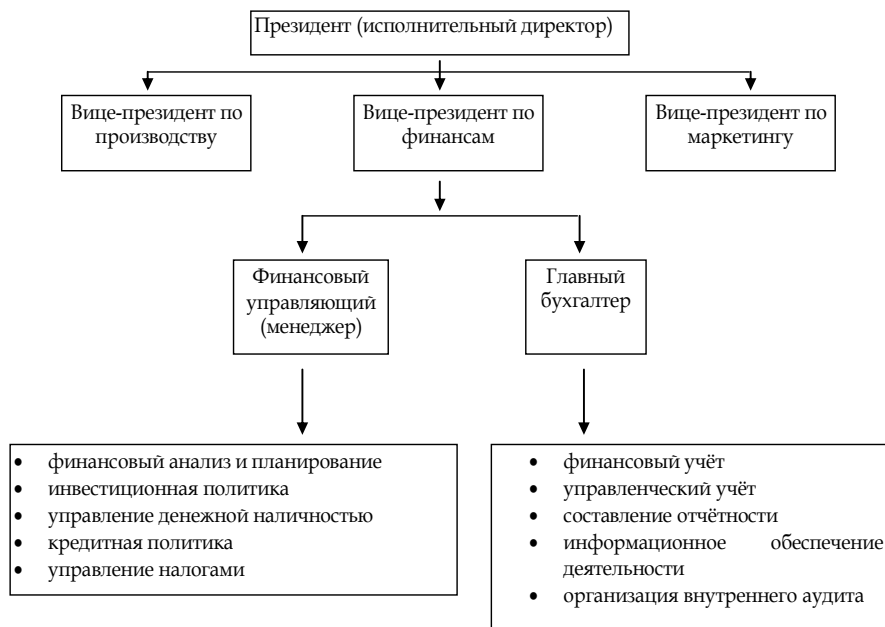 Президент (исполнительный директор)
Вице-президент по
производству
Вице-президент по
финансам
Вице-президент по
маркетингу
Финансовый
управляющий
(менеджер)
Главный
бухгалтер
• финансовый анализ и планирование
• инвестиционная политика
• управление денежной наличностью
• кредитная политика
• управление налогами
• финансовый учёт
• управленческий учёт
• составление отчётности
• информационное обеспечение
деятельности
• организация внутреннего аудита